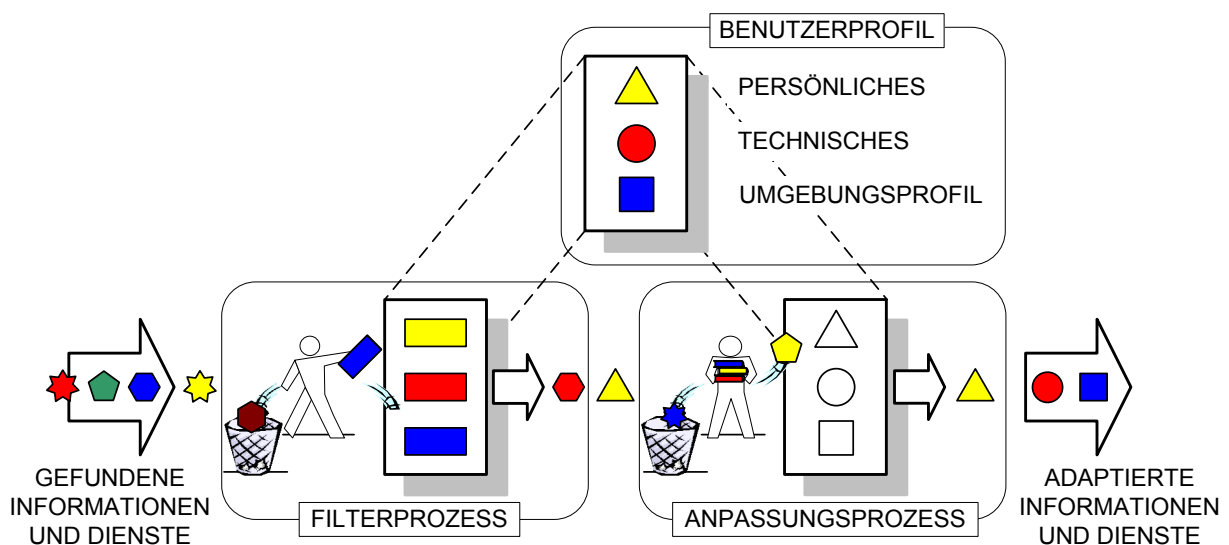 BENUTZERPROFIL
PERSÖNLICHES
TECHNISCHES
UMGEBUNGSPROFIL
GEFUNDENE
INFORMATIONEN
UND DIENSTE
FILTERPROZESS
ANPASSUNGSPROZESS
ADAPTIERTE
INFORMATIONEN
UND DIENSTE